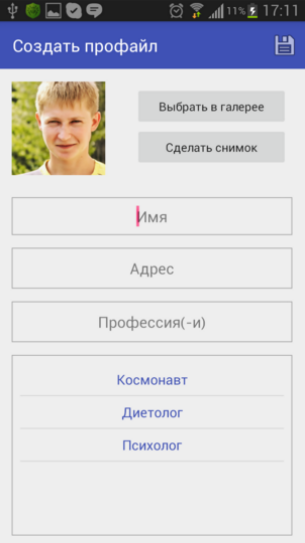 11% 17:11
Создать профайл
Выбрать в галерее
Сделать снимок
Имя
Адрес
Профессия(-и)
Космонавт
Диетолог
Психолог